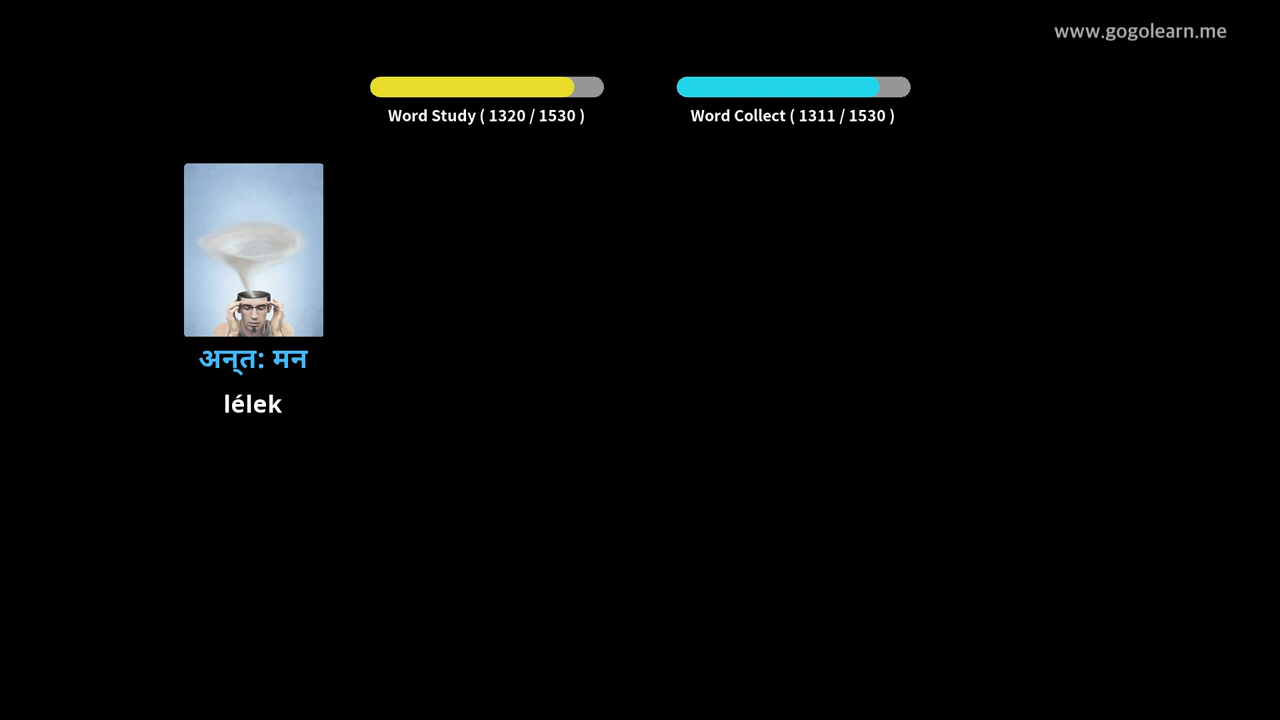 www.gogolearn.me
Word Study ( 1320 / 1530 )
Word Collect ( 1311 / 1530 )
अन्‌त: मन
lélek